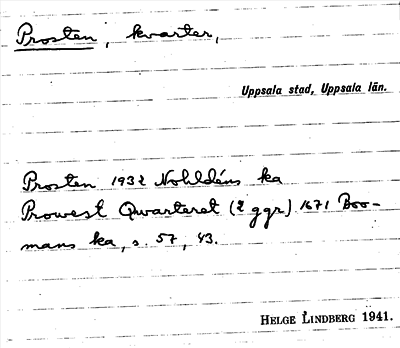 Prosten, kvarter,
Uppsala stad, Uppsala län.
Prosten 1932 Nohldéns ka
Prowest Qwarteret (2 ggr) 1671 Boo-
mans ka, s. 57, 43.
HELGE LINDBERG 1941.